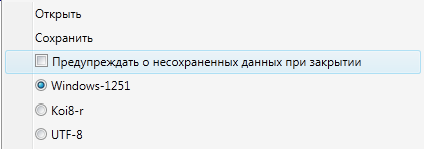 Открыть
Сохранить
Предупреждать о несохраненных данных при закрытии
Windows-1251
Koi8-r
UTF-8